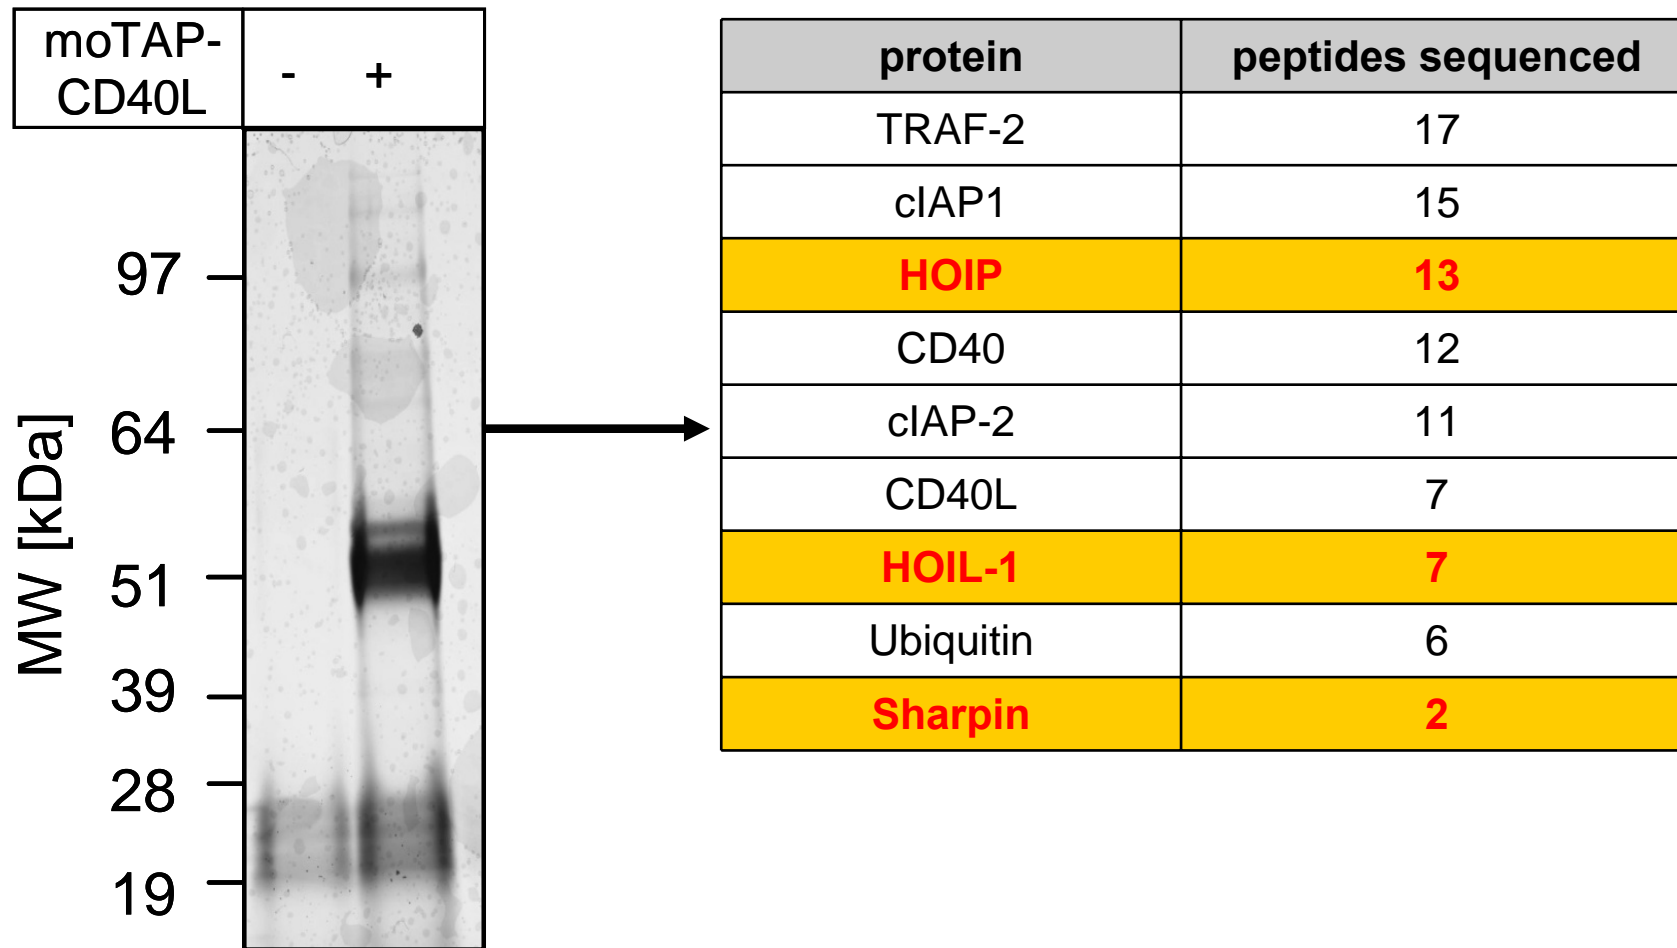 moTAP-
CD40L
- +
97
64
51
39
28
19
MW [kDa]
protein peptides sequenced
TRAF-2 17
cIAP1 15
HOIP 13
CD40 12
cIAP-2 11
CD40L 7
HOIL-1 7
Ubiquitin 6
Sharpin 2